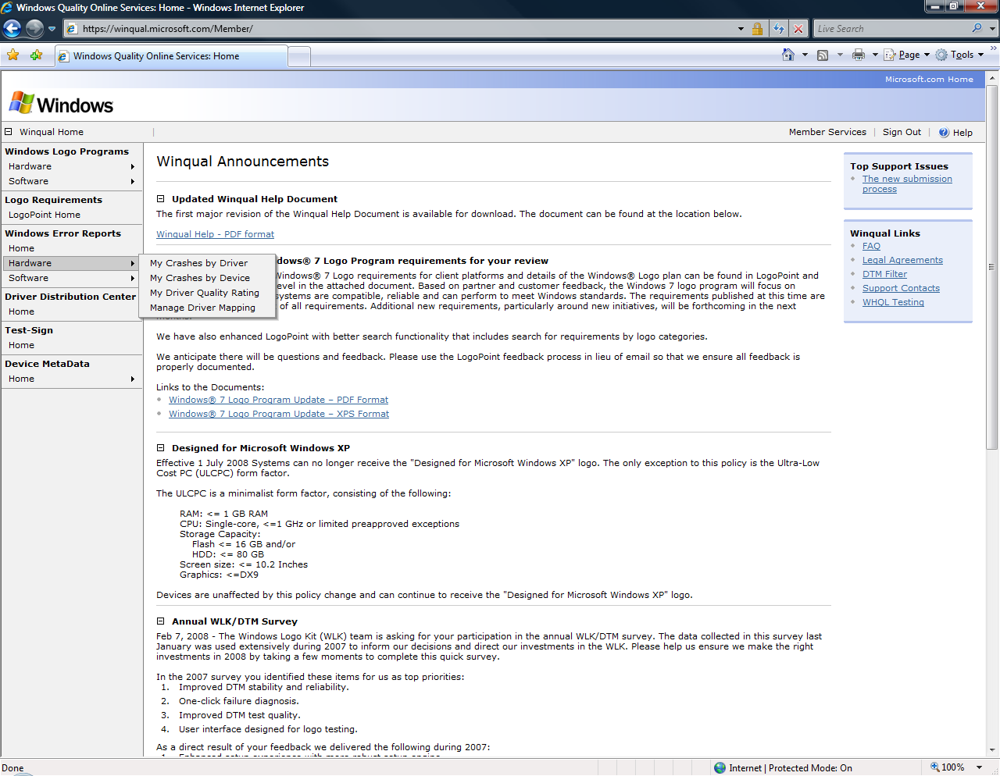 Windows Quality Online Services: Home - Windows Internet Explorer
https://winqual.microsoft.com/Member/
Live Search
Windows Quality Online Services: Home
Page
Tools
Microsoft.com Home
Windows
Winqual Home
Member Services
Sign Out
Help
Windows Logo Programs
Hardware
Software
Logo Requirements
LogoPoint Home
Windows Error Reports
Home
Hardware
Software
Driver Distribution Center
Home
Test-Sign
Home
Device MetaData
Home
My Crashes by Driver
My Crashes by Device
My Driver Quality Rating
Manage Driver Mapping
Winqual Announcements
Updated Winqual Help Document
The first major revision of the Winqual Help Document is available for download. The document can be found at the location below.
Winqual Help - PDF format
dows® 7 Logo Program requirements for your review
Windows® 7 Logo requirements for client platforms and details of the Windows® Logo plan can be found in LogoPoint and
evel in the attached document. Based on partner and customer feedback, the Windows 7 logo program will focus on
ystems are compatible, reliable and can perform to meet Windows standards. The requirements published at this time are
of all requirements. Additional new requirements, particularly around new initiatives, will be forthcoming in the next
We have also enhanced LogoPoint with better search functionality that includes search for requirements by logo categories.
We anticipate there will be questions and feedback. Please use the LogoPoint feedback process in lieu of email so that we ensure all feedback is
properly documented.
Links to the Documents:
Windows® 7 Logo Program Update – PDF Format
Windows® 7 Logo Program Update – XPS Format
Designed for Microsoft Windows XP
Effective 1 July 2008 Systems can no longer receive the "Designed for Microsoft Windows XP" logo. The only exception to this policy is the Ultra-Low
Cost PC (ULCPC) form factor.
The ULCPC is a minimalist form factor, consisting of the following:
RAM: <= 1 GB RAM
CPU: Single-core, <=1 GHz or limited preapproved exceptions
Storage Capacity:
Flash <= 16 GB and/or
HDD: <= 80 GB
Screen size: <= 10.2 Inches
Graphics: <=DX9
Devices are unaffected by this policy change and can continue to receive the "Designed for Microsoft Windows XP" logo.
Annual WLK/DTM Survey
Feb 7, 2008 - The Windows Logo Kit (WLK) team is asking for your participation in the annual WLK/DTM survey. The data collected in this survey last
January was used extensively during 2007 to inform our decisions and direct our investments in the WLK. Please help us ensure we make the right
investments in 2008 by taking a few moments to complete this quick survey.
In the 2007 survey you identified these items for us as top priorities:
1. Improved DTM stability and reliability.
2. One-click failure diagnosis.
3. Improved DTM test quality.
4. User interface designed for logo testing.
As a direct result of your feedback we delivered the following during 2007:
Top Support Issues
The new submission
process
Winqual Links
FAQ
Legal Agreements
DTM Filter
Support Contacts
WHQL Testing
Done
Internet | Protected Mode: On
100%